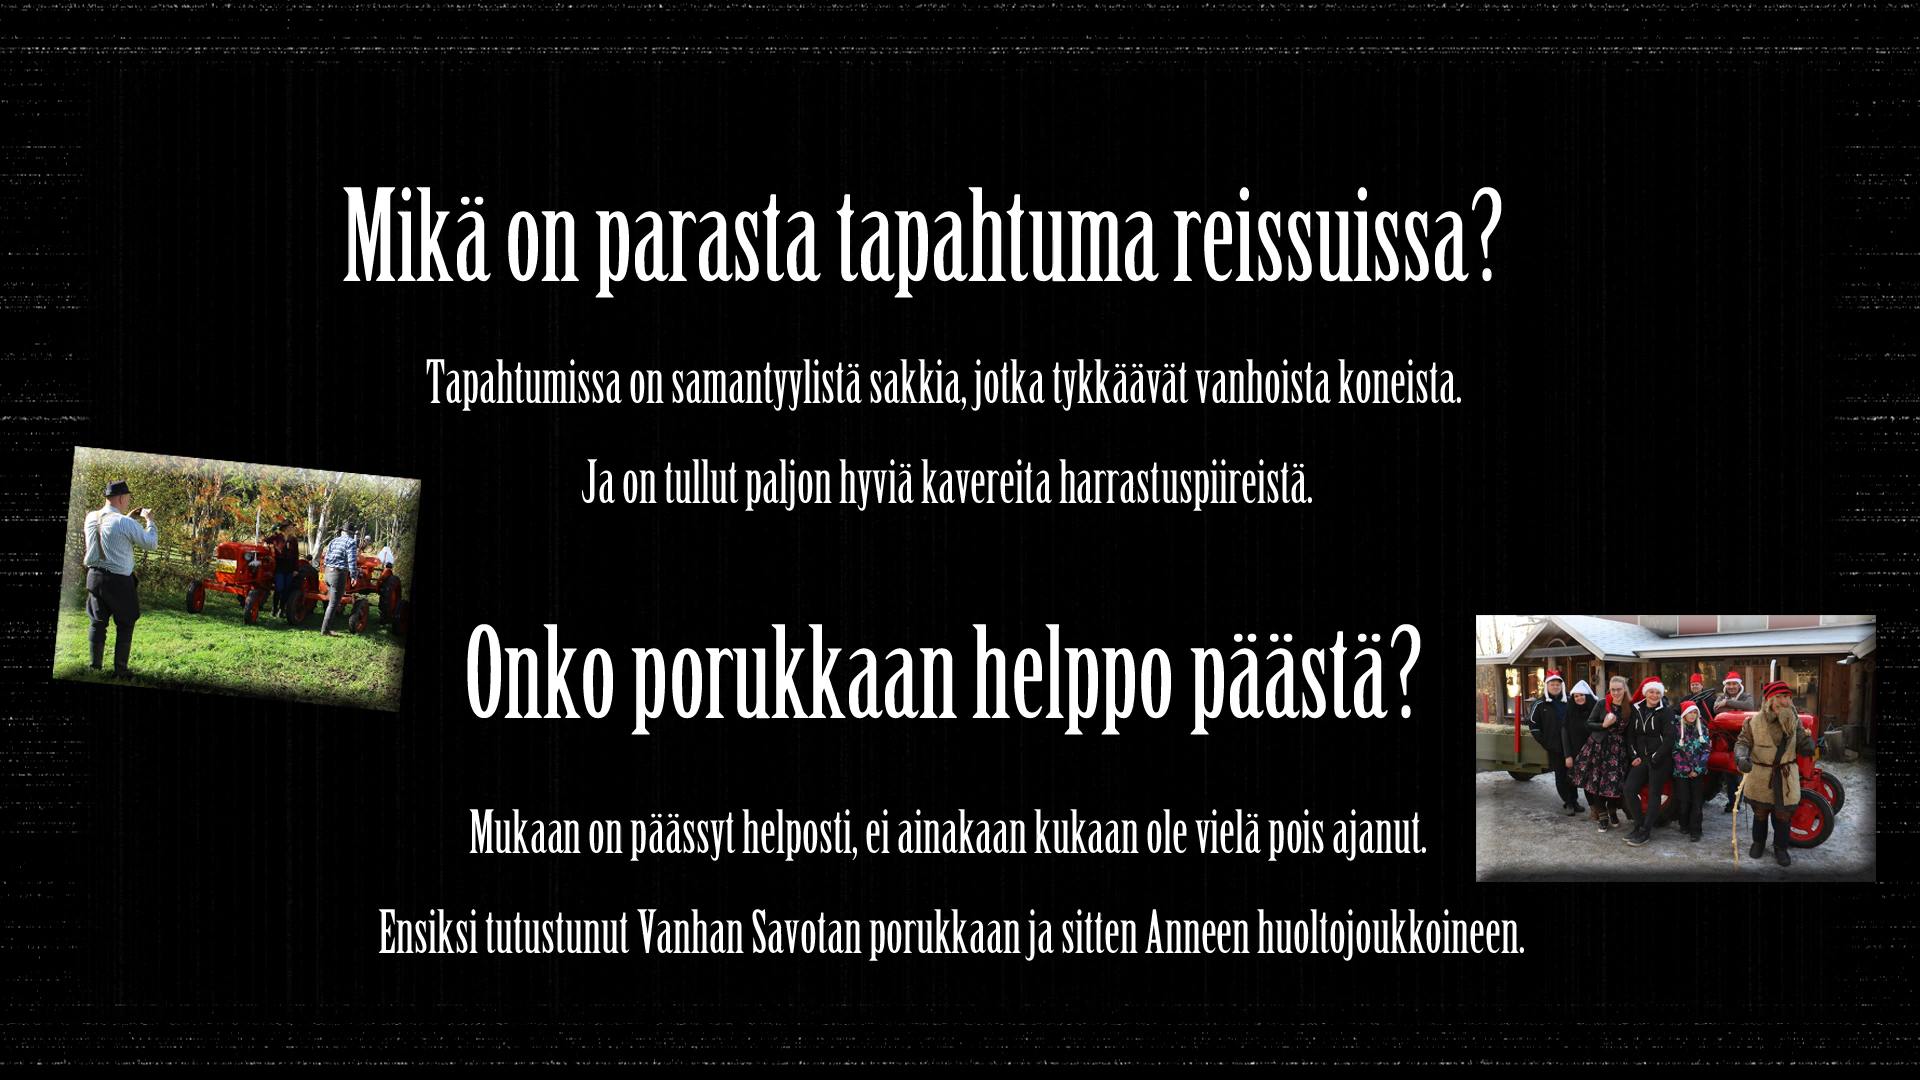 Mikä on parasta tapahtuma reissuissa?
Tapahtumissa on samantyylistä sakkia, jotka tykkäävät vanhoista koneista.
Ja on tullut paljon hyviä kavereita harrastuspiireistä.
Onko porukkaan helppo päästä?
Mukaan on päässyt helposti, ei ainakaan kukaan ole vielä pois ajanut.
Ensiksi tutustunut Vanhan Savotan porukkaan ja sitten Anneen huoltojoukkoineen.